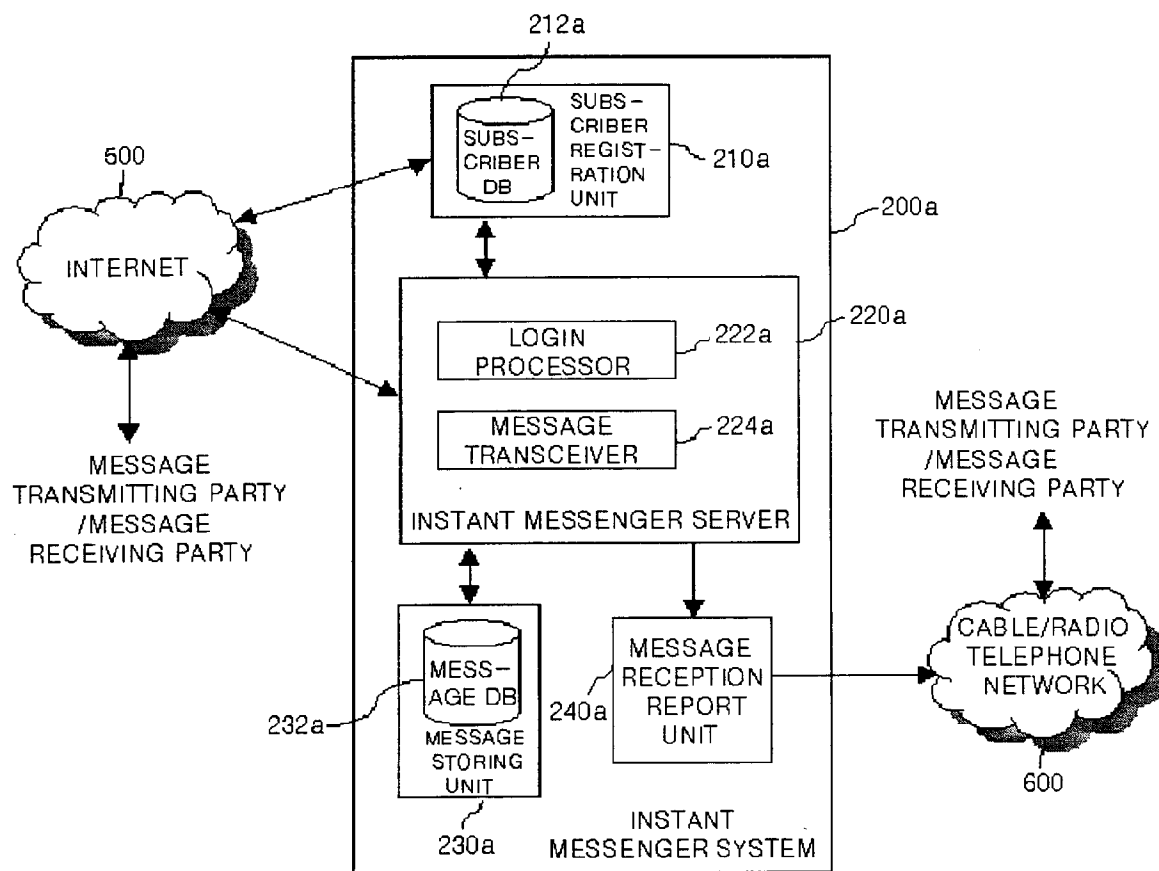 212a
SUBS-
CRIBER
DB
SUBS-
CRIBER
REGIST-
RATION
UNIT
210a
500
INTERNET
200a
LOGIN
PROCESSOR
222a
220a
MESSAGE
TRANSCEIVER
224a
INSTANT MESSENGER SERVER
MESSAGE
TRANSMITTING PARTY
/MESSAGE
RECEIVING PARTY
MESSAGE
TRANSMITTING PARTY
/MESSAGE
RECEIVING PARTY
MESS-
AGE DB
232a
MESSAGE
STORING
UNIT
230a
MESSAGE
RECEPTION
REPORT
UNIT
240a
CABLE/RADIO
TELEPHONE
NETWORK
600
INSTANT
MESSENGER SYSTEM